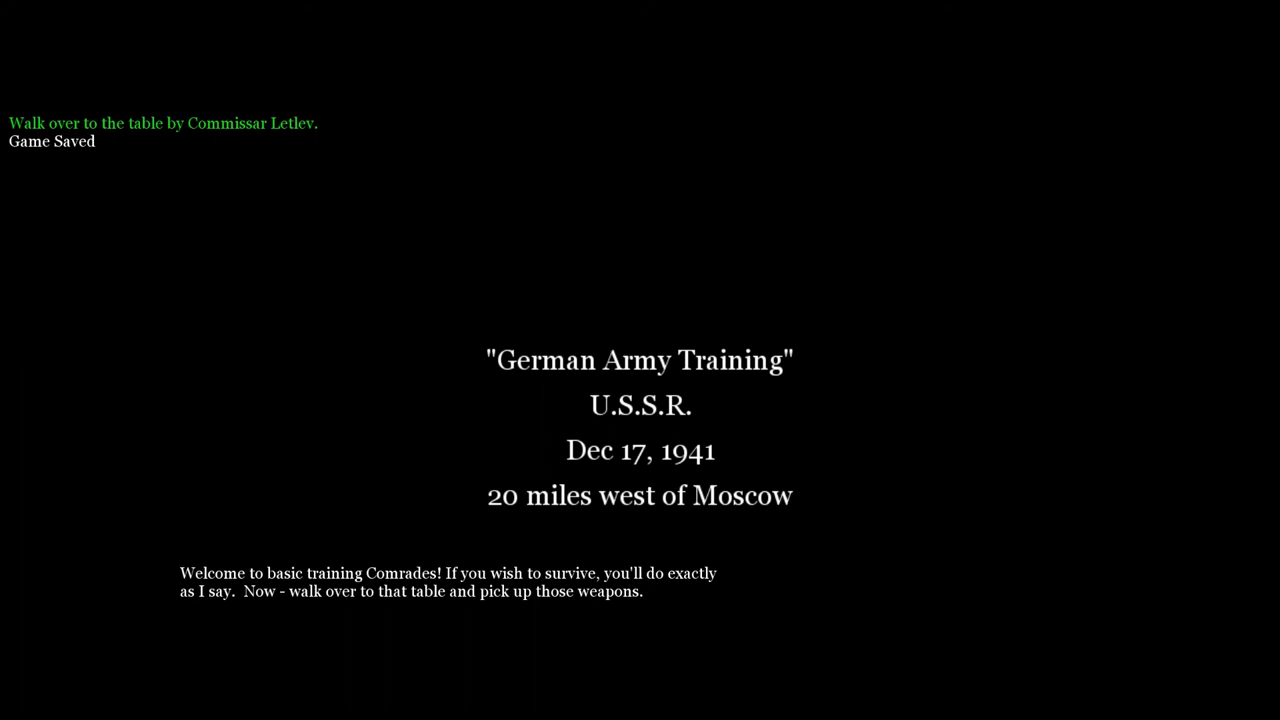 Walk over to the table by Commissar Letlev.
Game Saved
"German Army Training"
U.S.S.R.
Dec 17, 1941
20 miles west of Moscow
Welcome to basic training Comrades! If you wish to survive, you'll do exactly
as I say.  Now - walk over to that table and pick up those weapons.